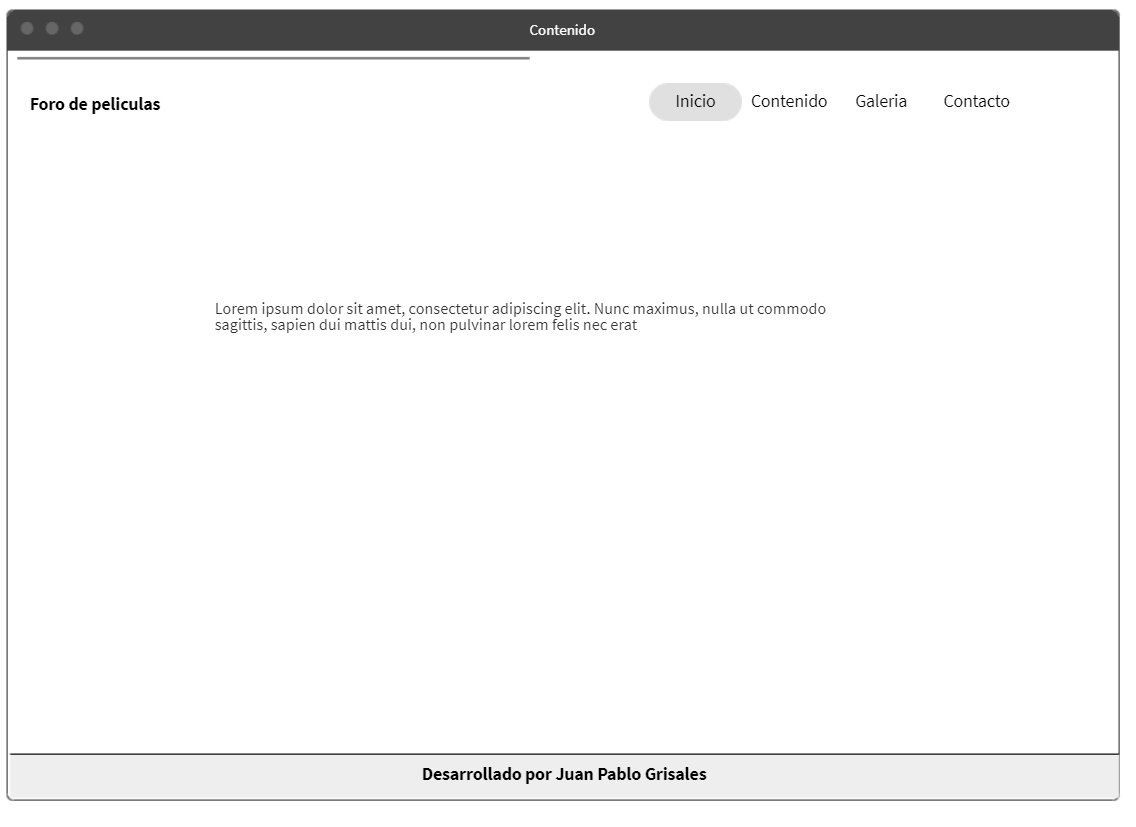 Contenido
Foro de peliculas
Inicio Contenido Galeria Contacto
Lorem ipsum dolor sit amet, consectetur adipiscing elit. Nunc maximus, nulla ut commodo
sagittis, sapien dui mattis dui, non pulvinar lorem felis nec erat
Desarrollado por Juan Pablo Grisales